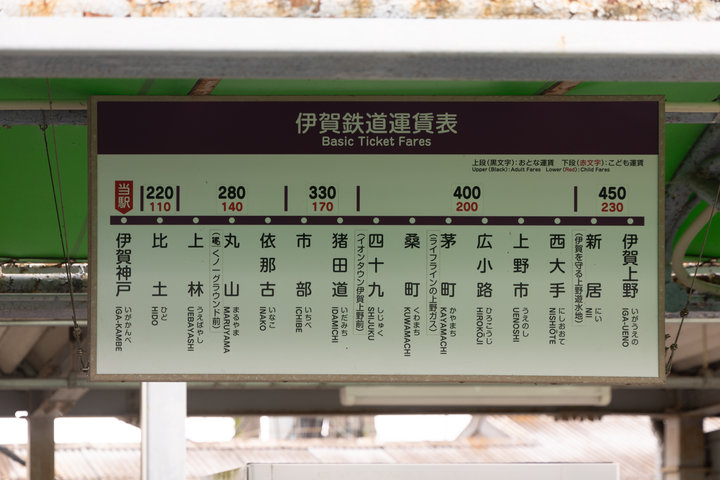 伊賀鉄道運賃表
Basic Ticket Fares
上段(黒文字):おとな運賃 下段(赤文字):こども運賃
Upper (Black):Adult Fares Lower (Red):Child Fares
当駅
220
110
280
140
330
170
400
200
450
230
伊賀神戸 いがかんべ IGA-KAMBE
比土 ひど HIDO
上林 うえばやし UEBAYASHI
丸山 まるやま MARUYAMA
くノ一グラウンド前)
依那古 いなこ INAKO
市部 いちべ ICHIBE
猪田道 いだみち IDAMICHI
四十九 しじゅく SHIJUKU
(イオンタウン伊賀上野前)
桑町 くわまち KUWAMACHI
茅町 かやまち KAYAMACHI
(ライフラインの上野ガス)
広小路 ひろこうじ HIROKŌJI
上野市 うえのし UENOSHI
西大手 にしおおて NISHIŌTE
新居 にい NII
(伊賀を守る上野遊水地)
伊賀上野 いがうえの IGA-UENO